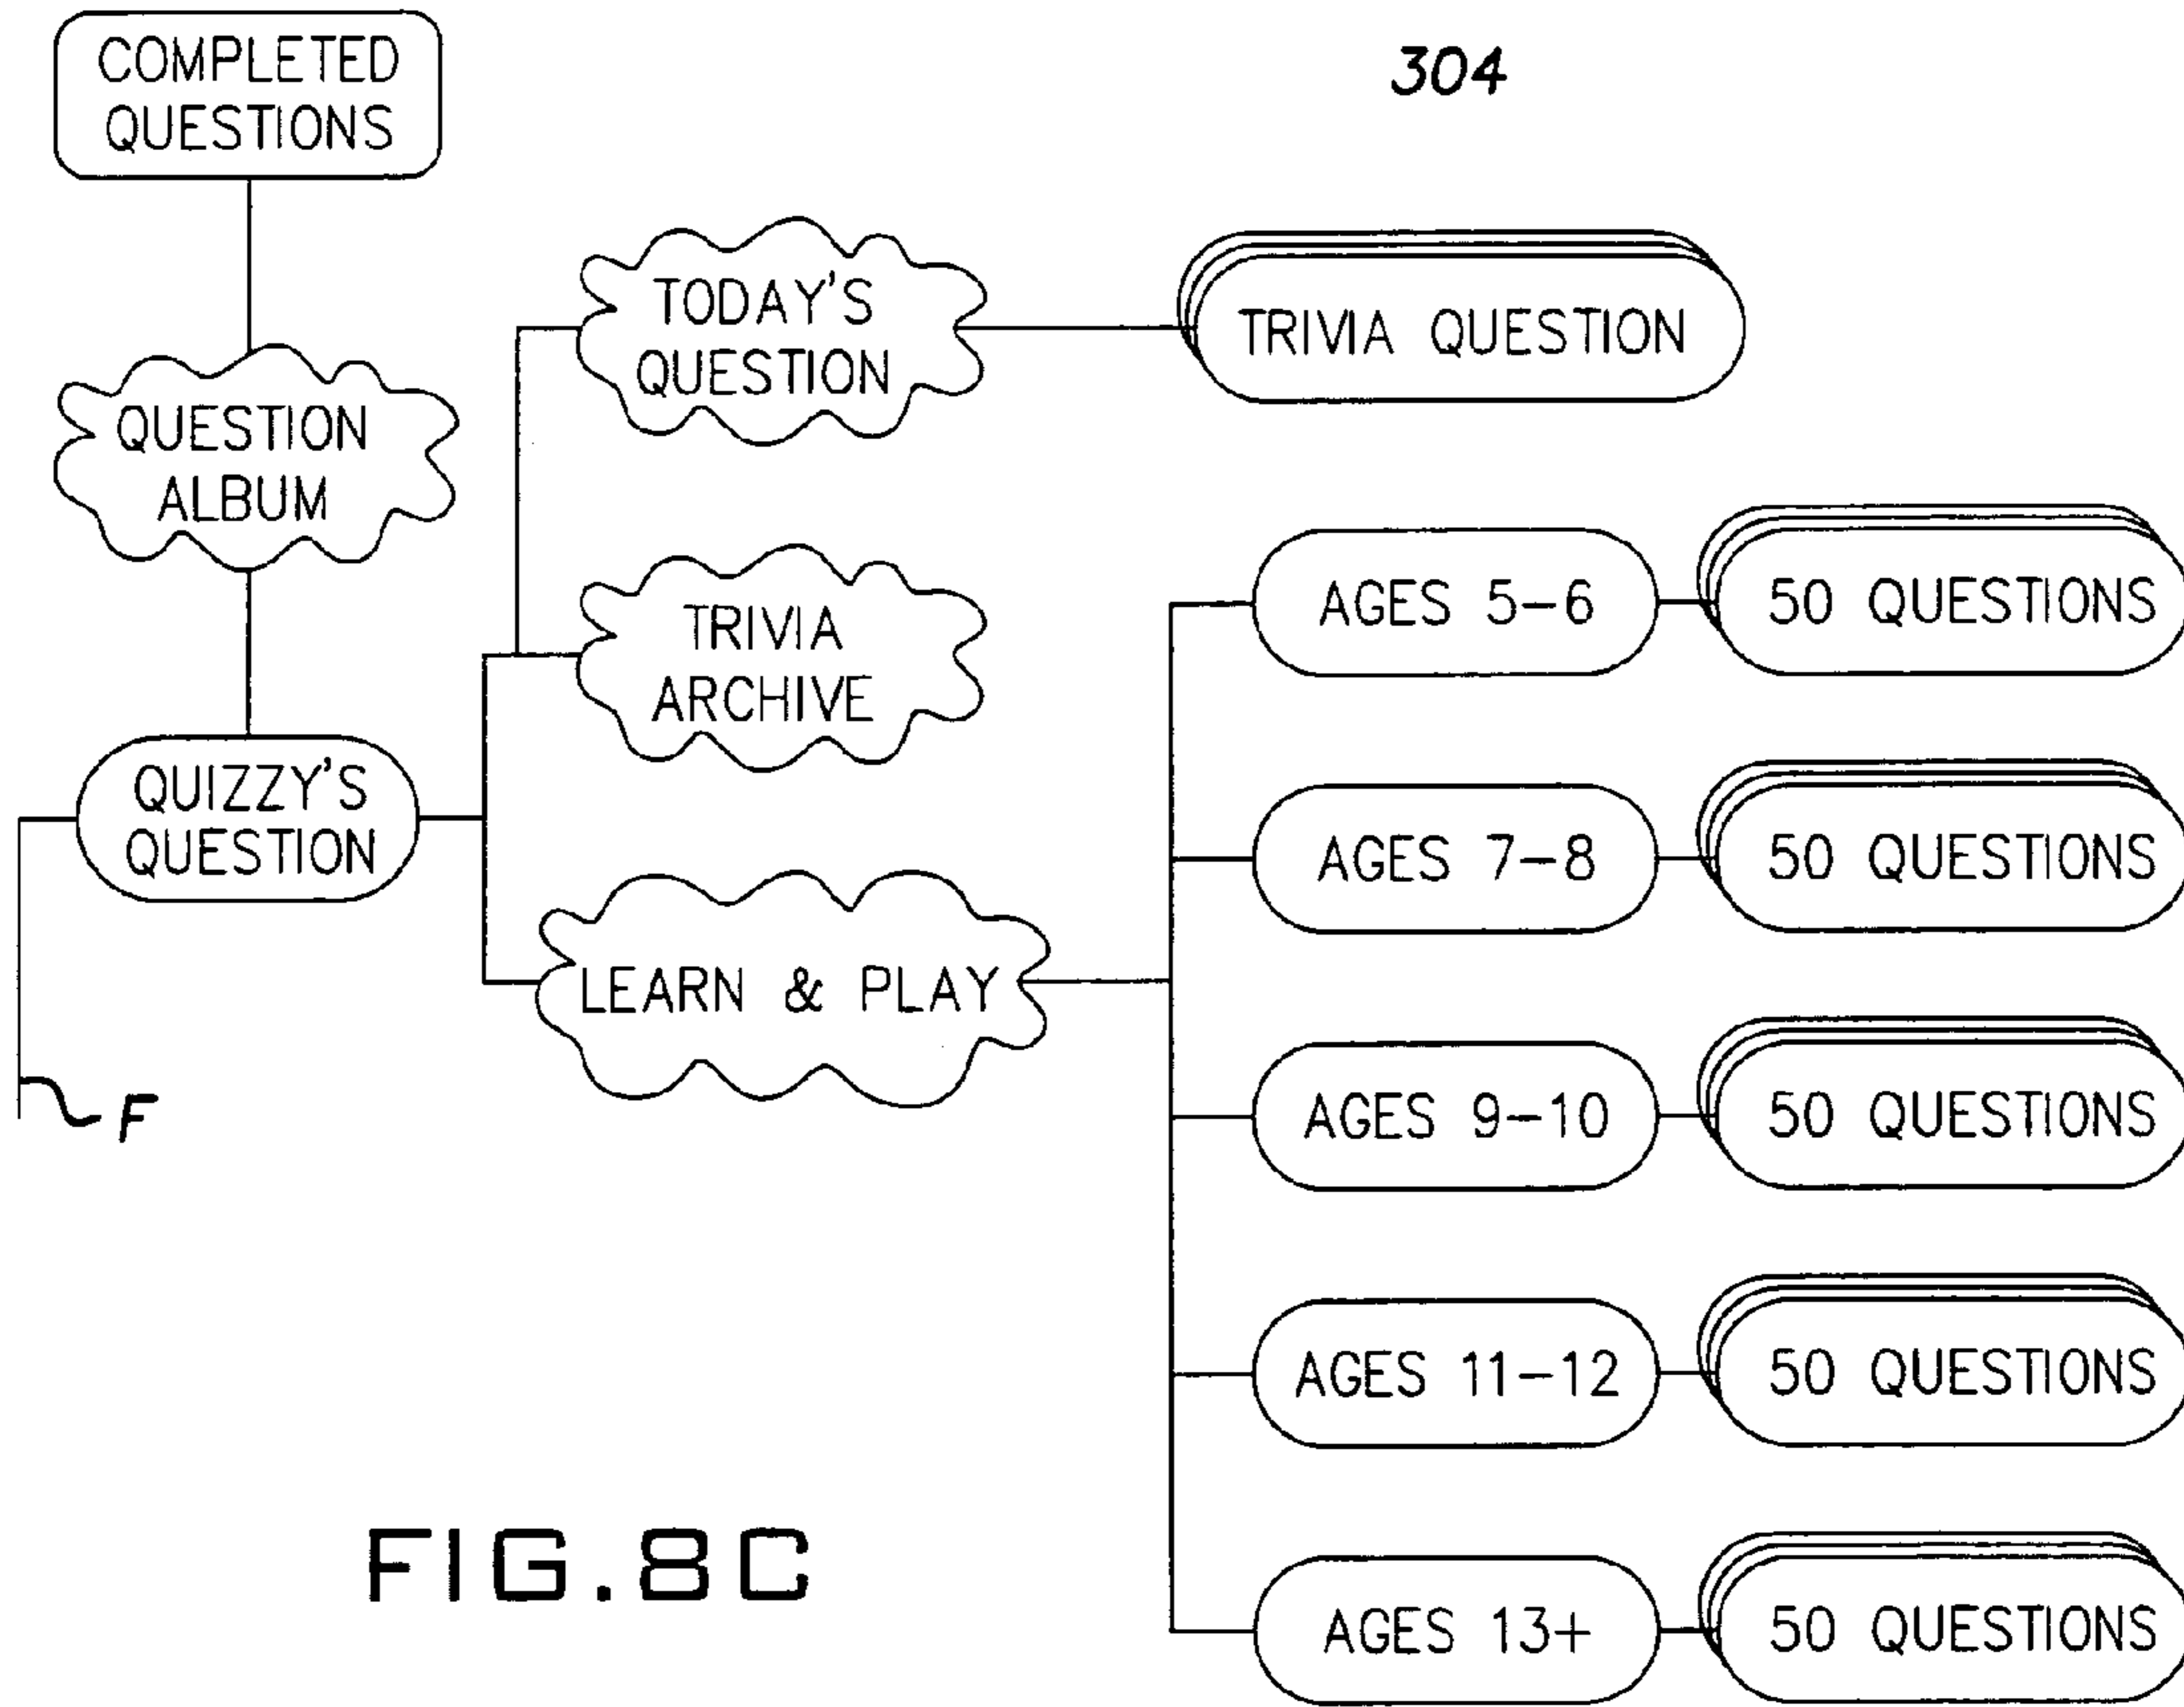 COMPLETED
QUESTIONS
304
TODAY'S
QUESTION
TRIVIA QUESTION
QUESTION
ALBUM
TRIVIA
ARCHIVE
QUIZZY'S
QUESTION
LEARN & PLAY
F
AGES 5-6
50 QUESTIONS
AGES 7-8
50 QUESTIONS
AGES 9-10
50 QUESTIONS
AGES 11-12
50 QUESTIONS
AGES 13+
50 QUESTIONS
FIG.8C